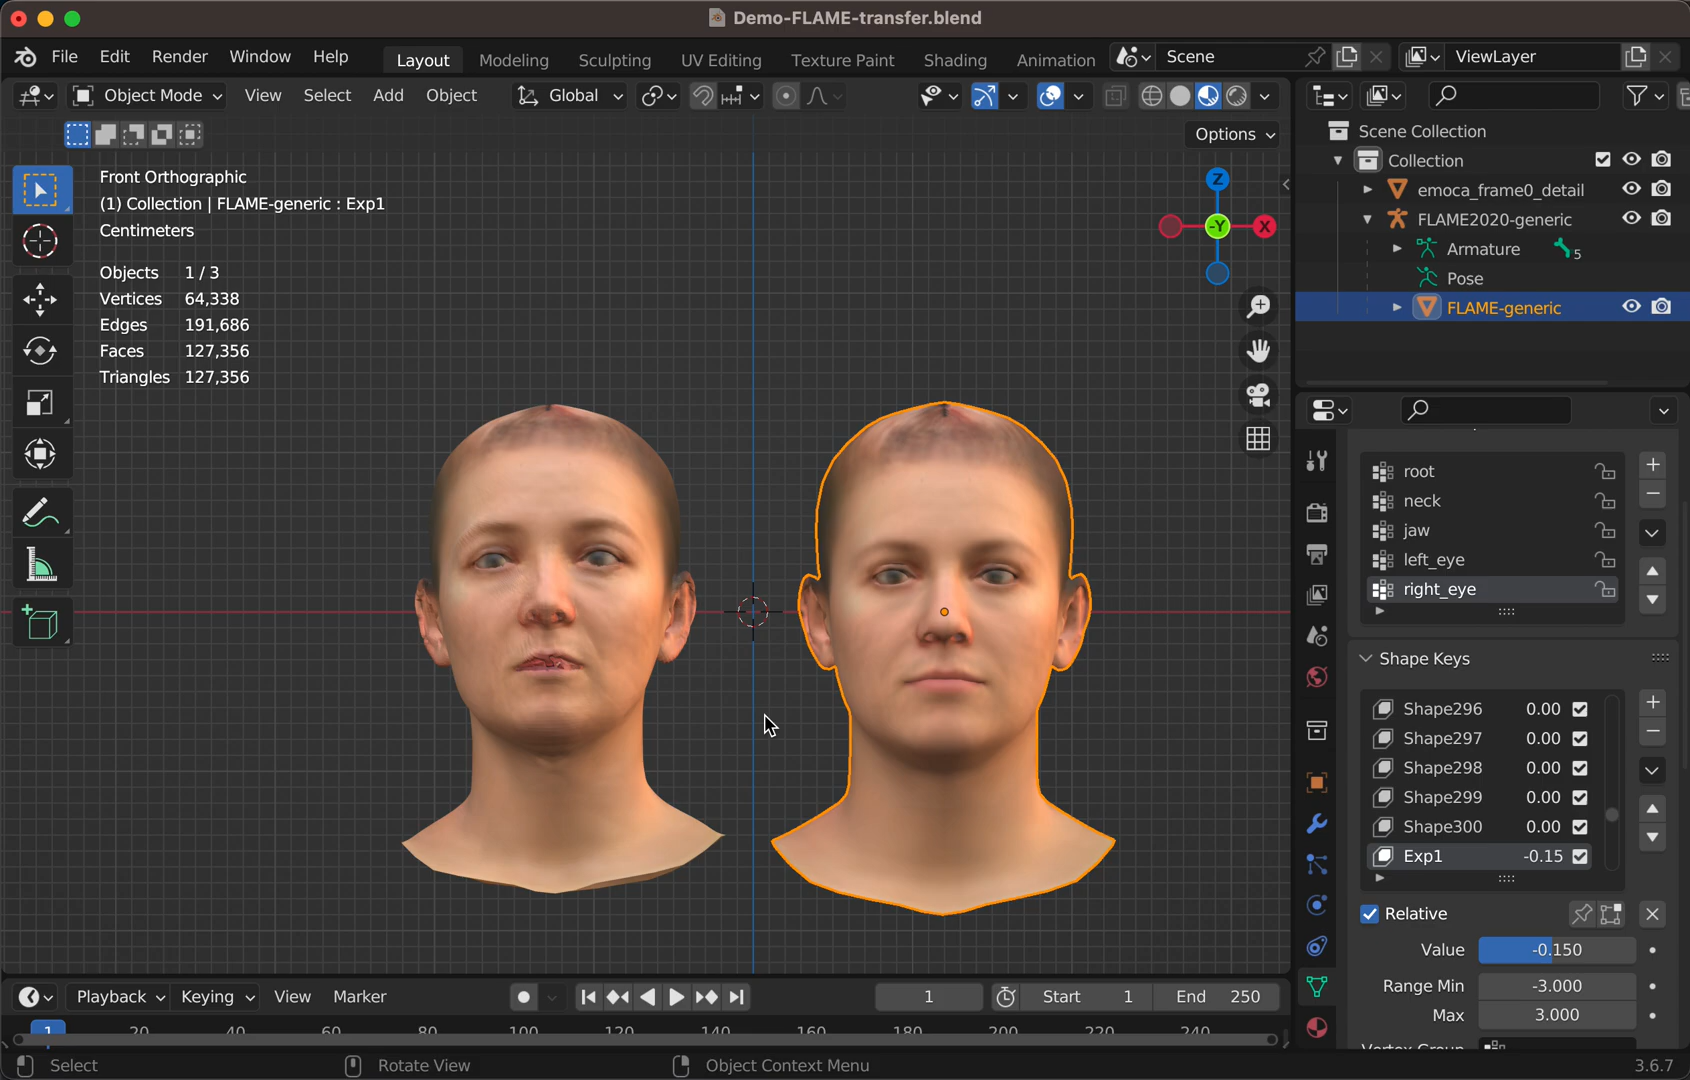 Demo-FLAME-transfer.blend
File Edit Render Window Help Layout Modeling Sculpting UV Editing Texture Paint Shading Animation Scene ViewLayer
Object Mode View Select Add Object Global
Options
Front Orthographic
(1) Collection | FLAME-generic : Exp1
Centimeters
Objects 1 / 3
Vertices 64,338
Edges 191,686
Faces 127,356
Triangles 127,356
Z
-Y
X
Scene Collection
Collection
emoca_frame0_detail
FLAME2020-generic
Armature 5
Pose
FLAME-generic
root
neck
jaw
left_eye
right_eye
Shape Keys
Shape296 0.00
Shape297 0.00
Shape298 0.00
Shape299 0.00
Shape300 0.00
Exp1 -0.15
Relative
Value -0.150
Range Min -3.000
Max 3.000
Vertex Group
Playback Keying View Marker 1 Start 1 End 250
1 20 40 60 80 100 120 140 160 180 200 220 240
Select Rotate View Object Context Menu 3.6.7